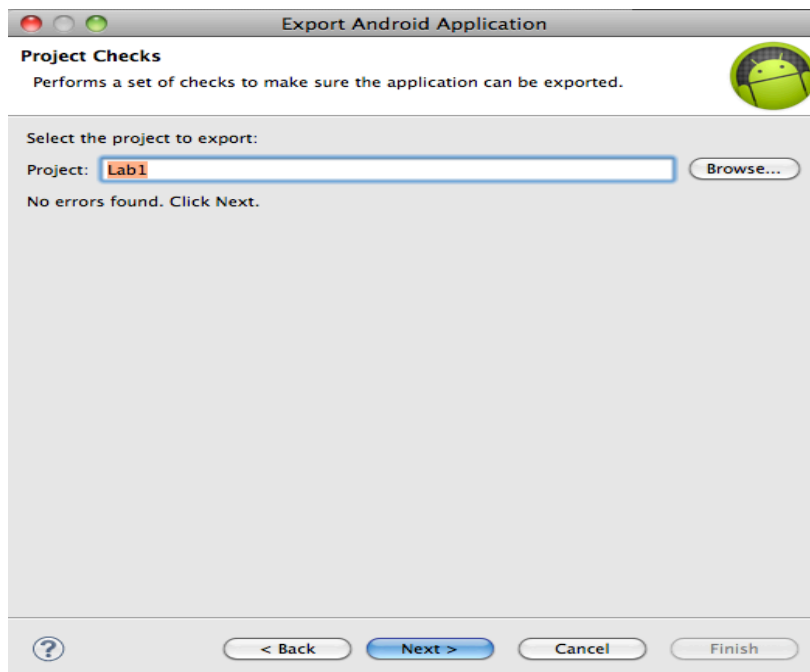 Export Android Application
Project Checks
Performs a set of checks to make sure the application can be exported.
Select the project to export:
Project: Lab1 Browse...
No errors found. Click Next.
? < Back Next > Cancel Finish